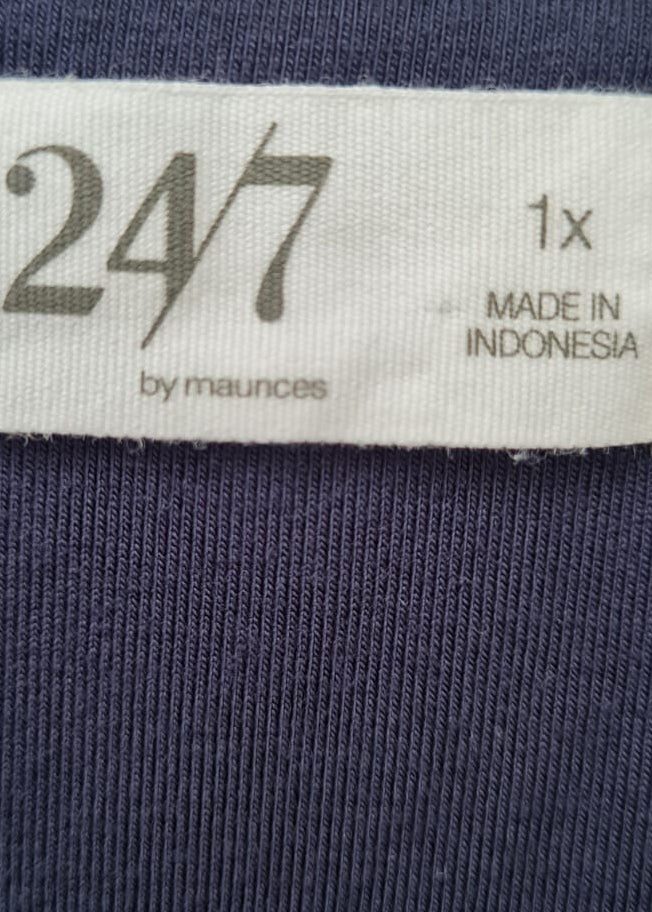 24/7
by maurices
1x
MADE IN
INDONESIA